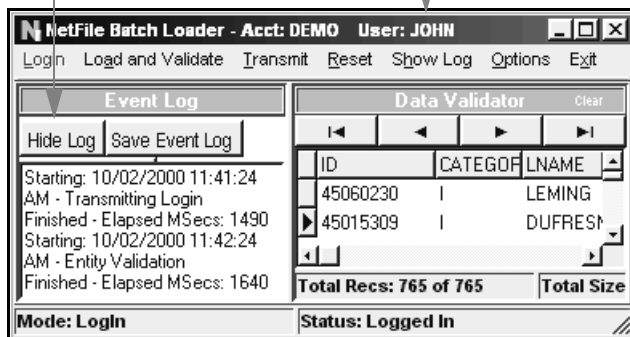 NetFile Batch Loader - Acct: DEMO User: JOHN
Login Load and Validate Transmit Reset Show Log Options Exit
Event Log
Hide Log Save Event Log
Starting: 10/02/2000 11:41:24
AM - Transmitting Login
Finished - Elapsed MSecs: 1490
Starting: 10/02/2000 11:42:24
AM - Entity Validation
Finished - Elapsed MSecs: 1640
Data Validator Clear
ID CATEGOR LNAME
45060230 I LEMING
45015309 I DUFRESN
Total Recs: 765 of 765 Total Size
Mode: LogIn Status: Logged In